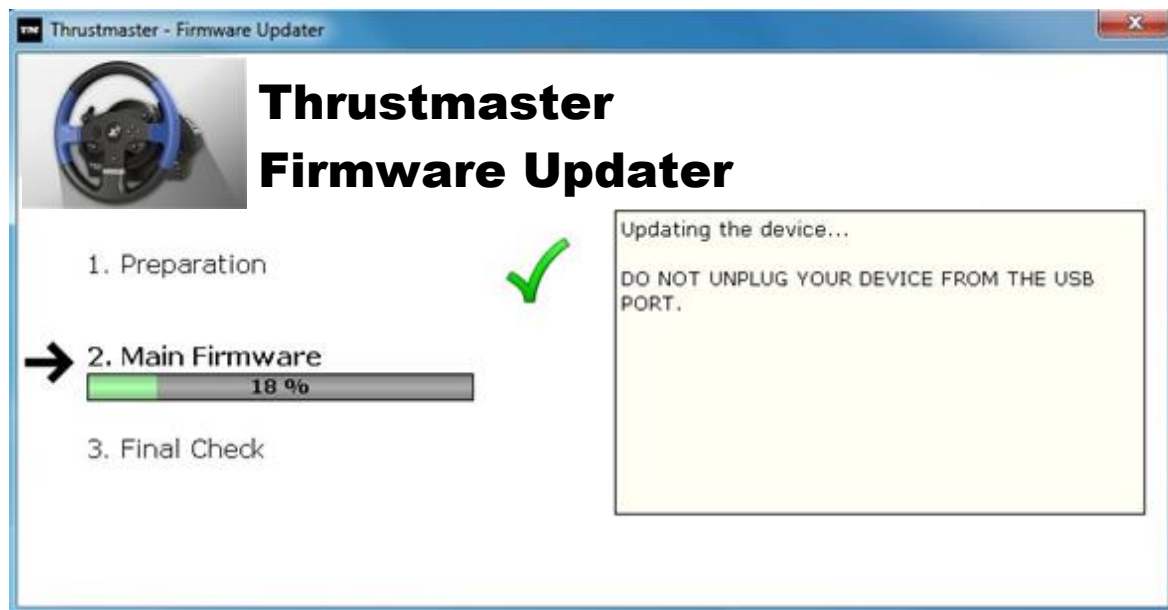 Thrustmaster - Firmware Updater
Thrustmaster
Firmware Updater
1. Preparation
2. Main Firmware
18 %
3. Final Check
Updating the device...
DO NOT UNPLUG YOUR DEVICE FROM THE USB
PORT.